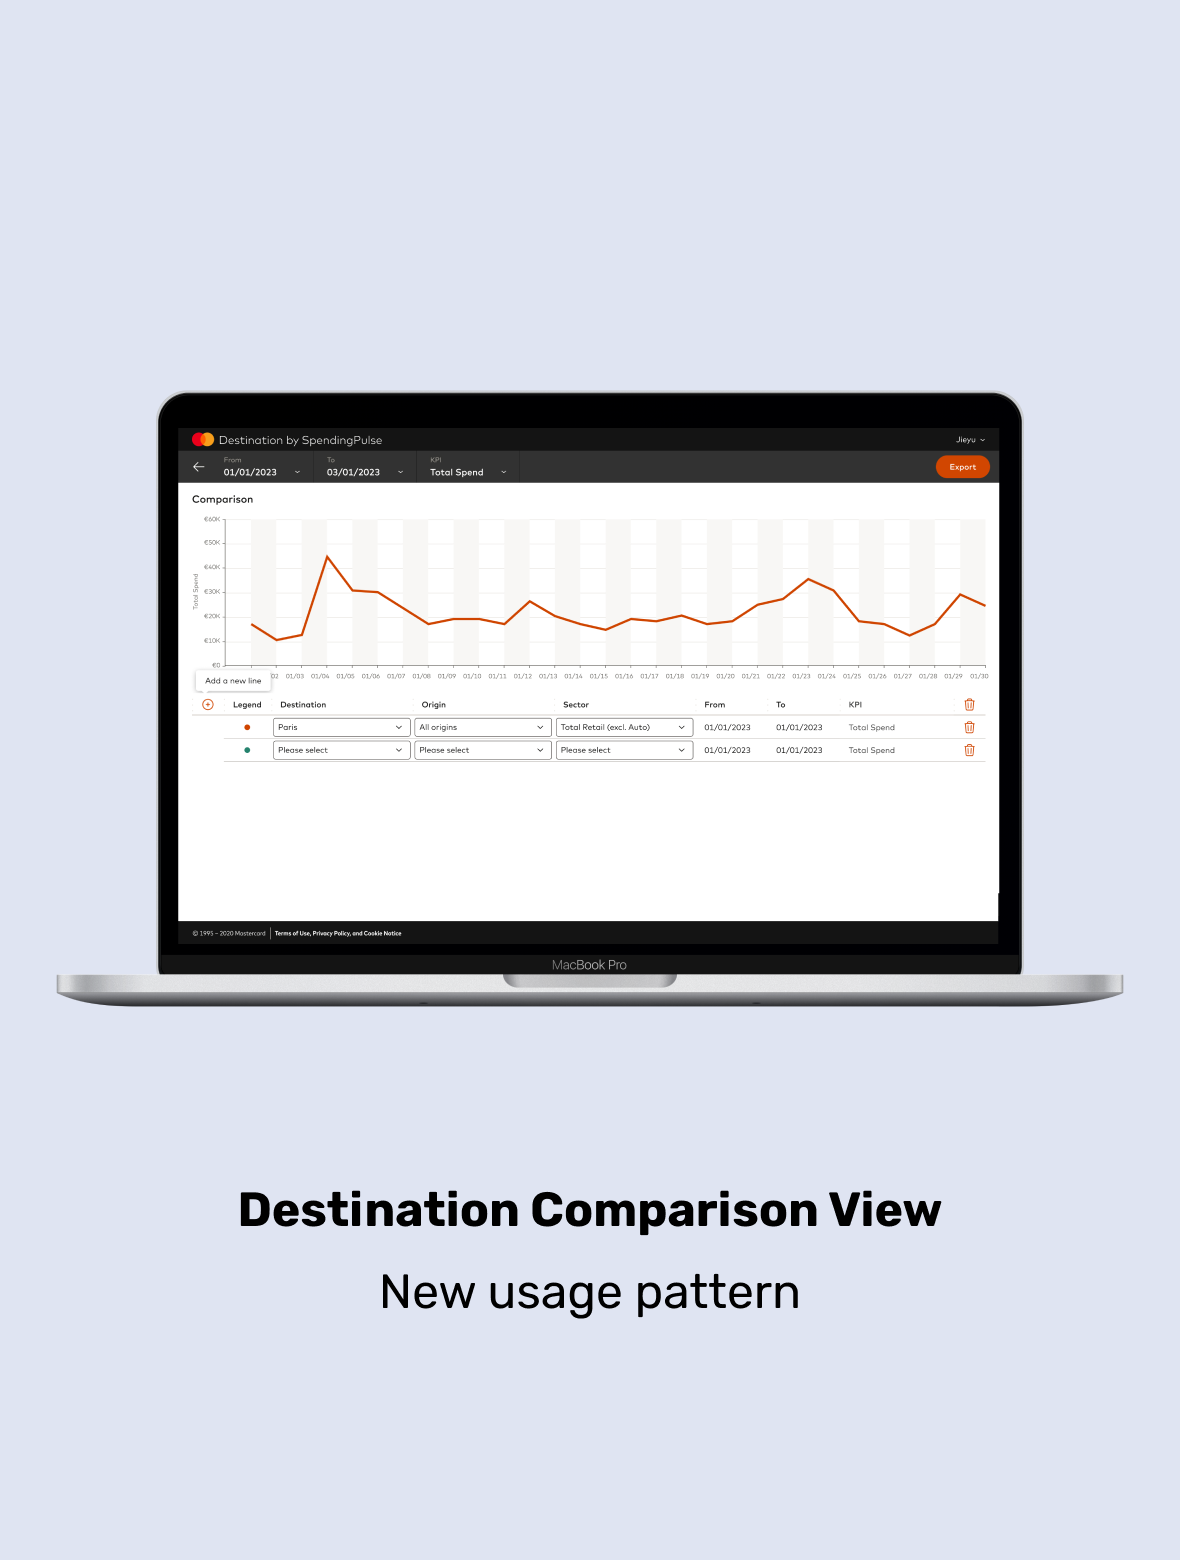 Destination by SpendingPulse
Jieyu
From To KPI
01/01/2023 03/01/2023 Total Spend
Export
Comparison
€60K
€50K
€40K
€30K
€20K
€10K
€0
Total Spend
02 01/03 01/04 01/05 01/06 01/07 01/08 01/09 01/10 01/11 01/12 01/13 01/14 01/15 01/16 01/17 01/18 01/19 01/20 01/21 01/22 01/23 01/24 01/25 01/26 01/27 01/28 01/29 01/30
Add a new line
Legend Destination Origin Sector From To KPI
Paris All origins Total Retail (excl. Auto) 01/01/2023 01/01/2023 Total Spend
Please select Please select Please select 01/01/2023 01/01/2023 Total Spend
© 1995 – 2020 Mastercard Terms of Use, Privacy Policy, and Cookie Notice
MacBook Pro
Destination Comparison View
New usage pattern